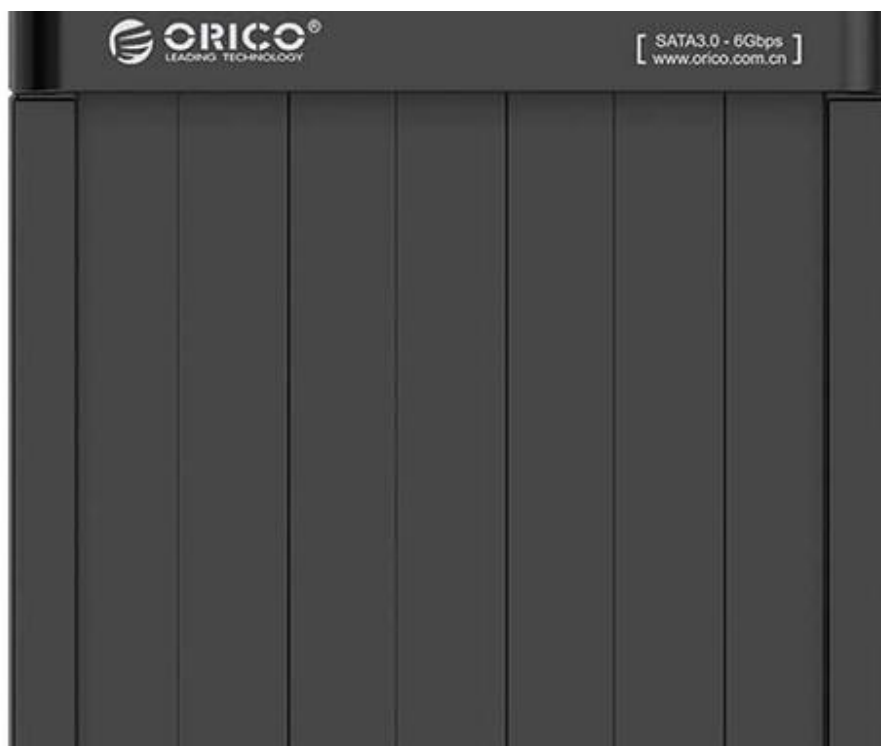 ORICO®
LEADING TECHNOLOGY
[ SATA3.0 - 6Gbps
www.orico.com.cn ]